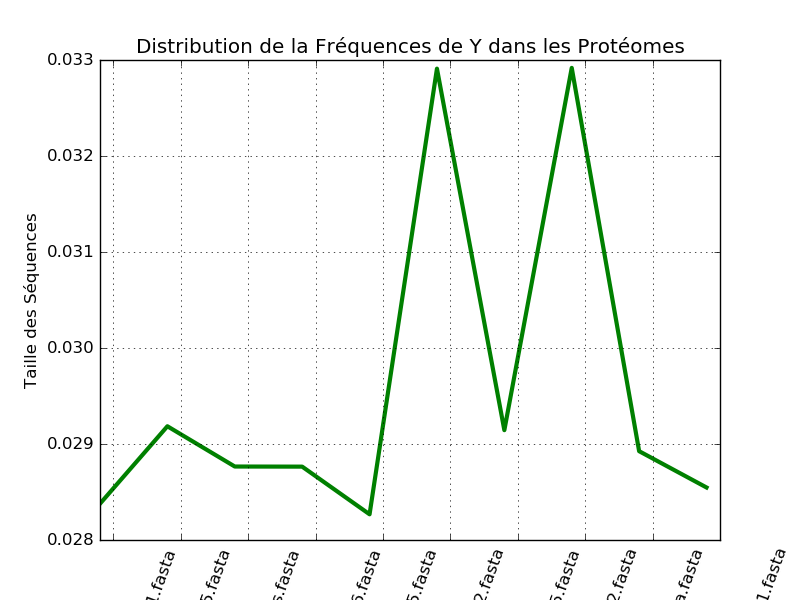 Distribution de la Fréquences de Y dans les Protéomes
0.033
0.032
0.031
0.030
0.029
0.028
Taille des Séquences
1.fasta
5.fasta
s.fasta
6.fasta
5.fasta
2.fasta
5.fasta
2.fasta
a.fasta
1.fasta